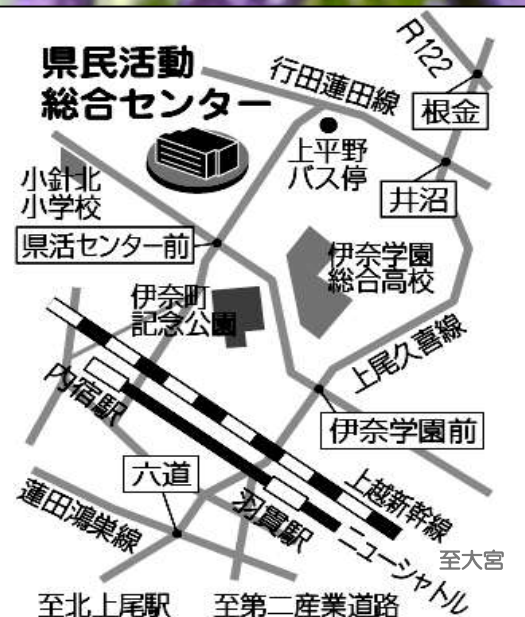 県民活動
総合センター
R122
行田蓮田線
根金
上平野
バス停
井沼
小針北
小学校
県活センター前
伊奈学園
総合高校
伊奈町
記念公園
上尾久喜線
内宿駅
伊奈学園前
六道
羽貫駅
上越新幹線
蓮田鴻巣線
ニューシャトル
至大宮
至北上尾駅
至第二産業道路